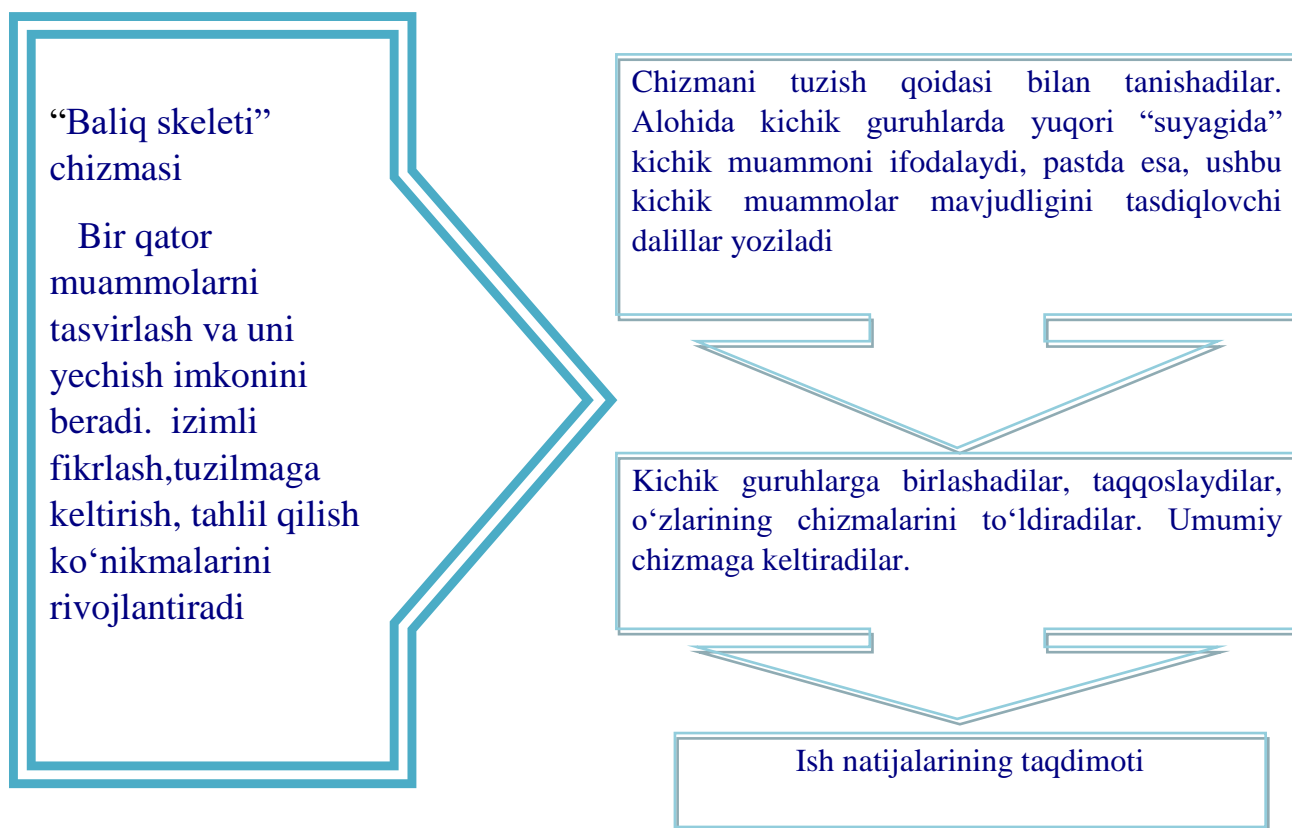 “Baliq skeleti”
chizmasi
Bir qator
muammolarni
tasvirlash va uni
yechish imkonini
beradi. izimli
fikrlash,tuzilmaga
keltirish, tahlil qilish
ko‘nikmalarini
rivojlantiradi
Chizmani tuzish qoidasi bilan tanishadilar.
Alohida kichik guruhlarda yuqori “suyagida”
kichik muammoni ifodalaydi, pastda esa, ushbu
kichik muammolar mavjudligini tasdiqlovchi
dalillar yoziladi
Kichik guruhlarga birlashadilar, taqqoslaydilar,
o‘zlarining chizmalarini to‘ldiradilar. Umumiy
chizmaga keltiradilar.
Ish natijalarining taqdimoti